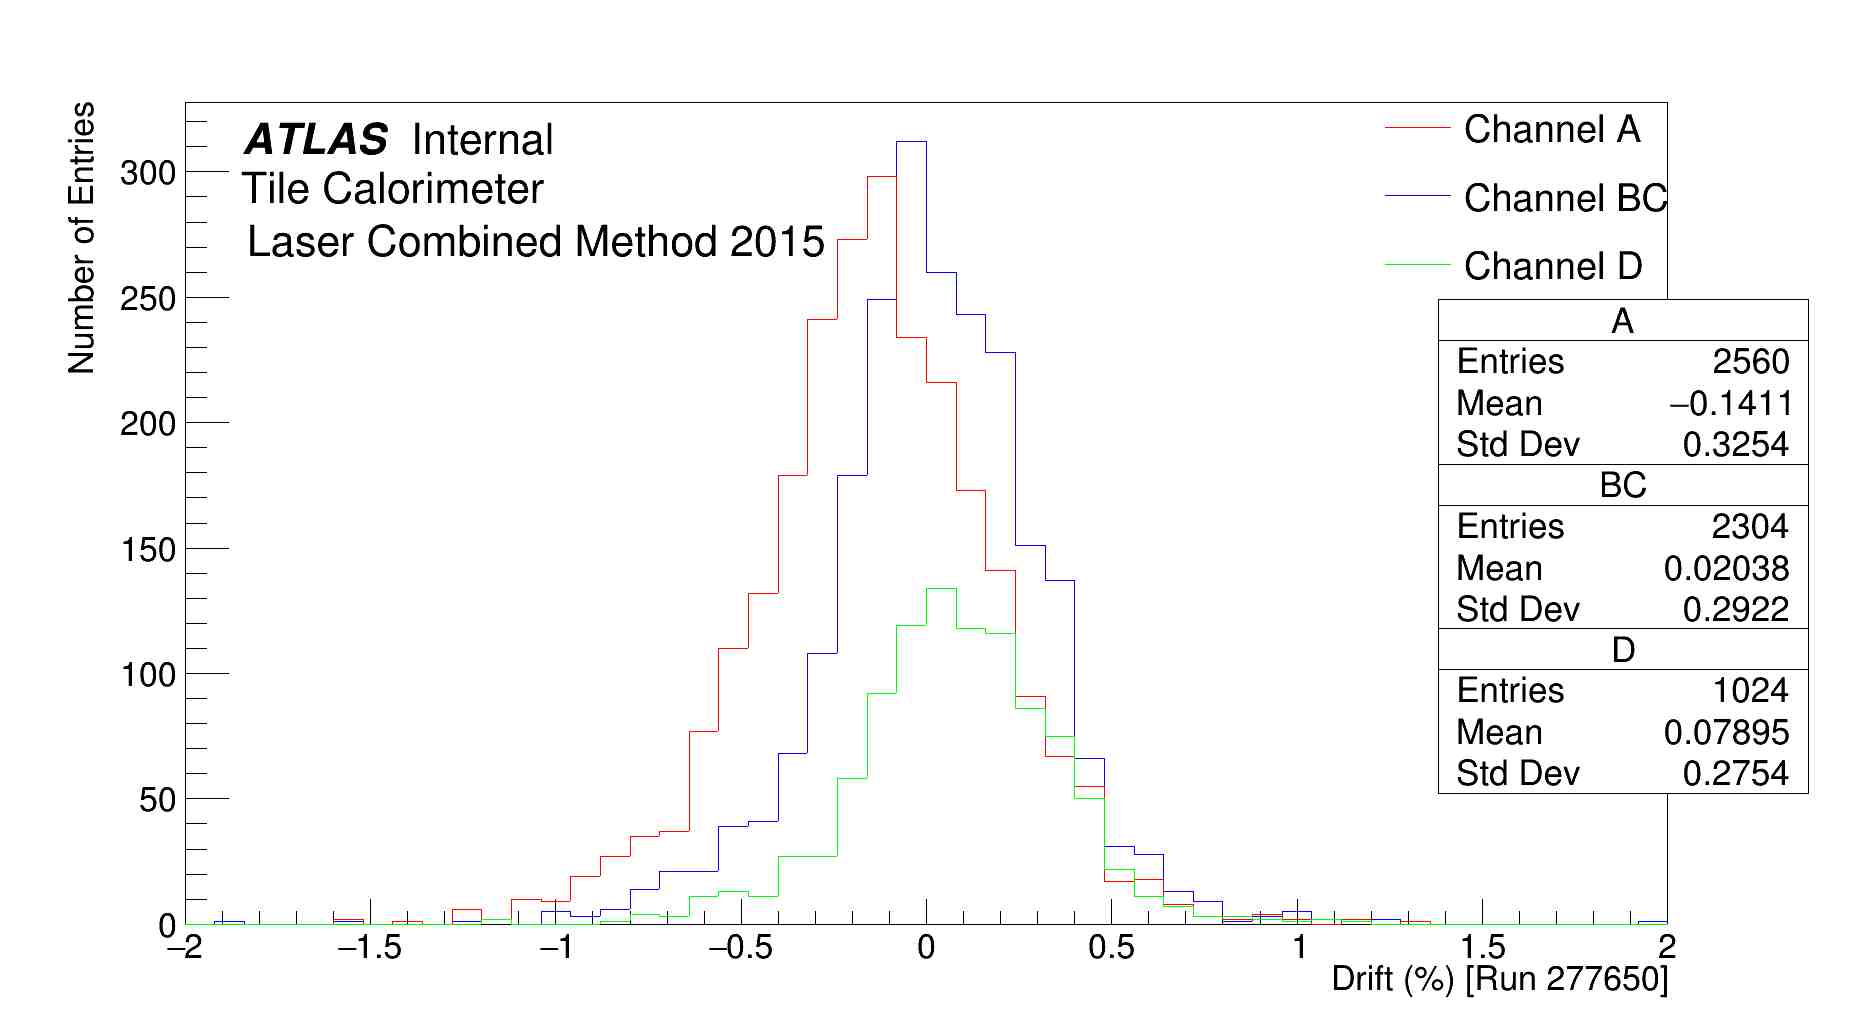 Number of Entries
ATLAS Internal
Tile Calorimeter
Laser Combined Method 2015
Channel A
Channel BC
Channel D
300
250
200
150
100
50
0
A
Entries 2560
Mean −0.1411
Std Dev 0.3254
BC
Entries 2304
Mean 0.02038
Std Dev 0.2922
D
Entries 1024
Mean 0.07895
Std Dev 0.2754
−2 −1.5 −1 −0.5 0 0.5 1 1.5 2
Drift (%) [Run 277650]